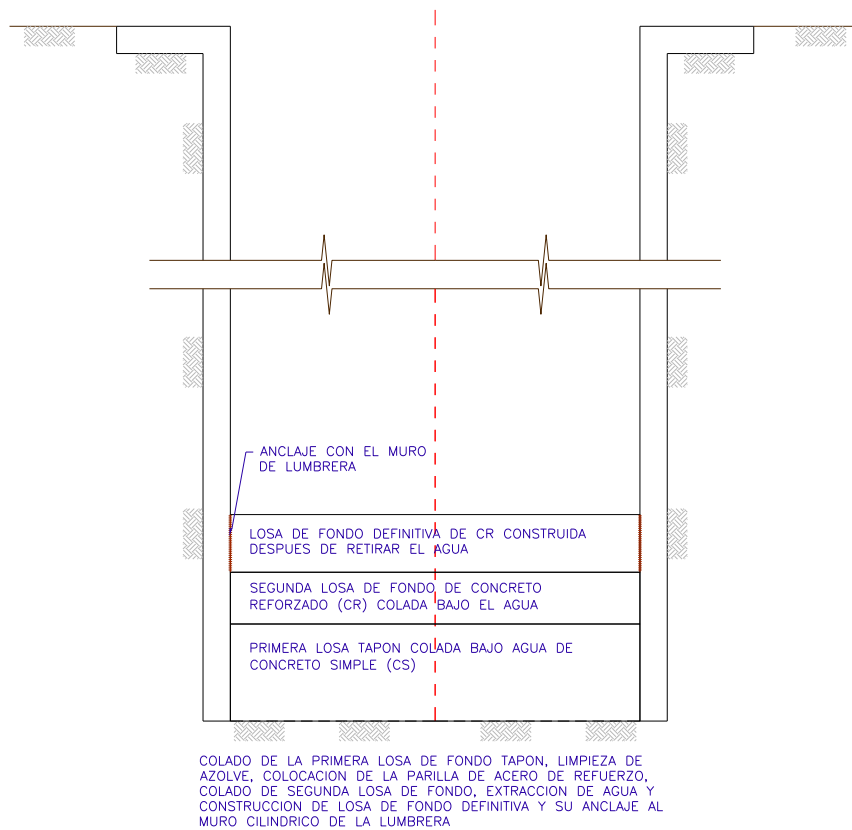 ANCLAJE CON EL MURO
DE LUMBRERA
LOSA DE FONDO DEFINITIVA DE CR CONSTRUIDA
DESPUES DE RETIRAR EL AGUA
SEGUNDA LOSA DE FONDO DE CONCRETO
REFORZADO (CR) COLADA BAJO EL AGUA
PRIMERA LOSA TAPON COLADA BAJO AGUA DE
CONCRETO SIMPLE (CS)
COLADO DE LA PRIMERA LOSA DE FONDO TAPON, LIMPIEZA DE
AZOLVE, COLOCACION DE LA PARILLA DE ACERO DE REFUERZO,
COLADO DE SEGUNDA LOSA DE FONDO, EXTRACCION DE AGUA Y
CONSTRUCCION DE LOSA DE FONDO DEFINITIVA Y SU ANCLAJE AL
MURO CILINDRICO DE LA LUMBRERA